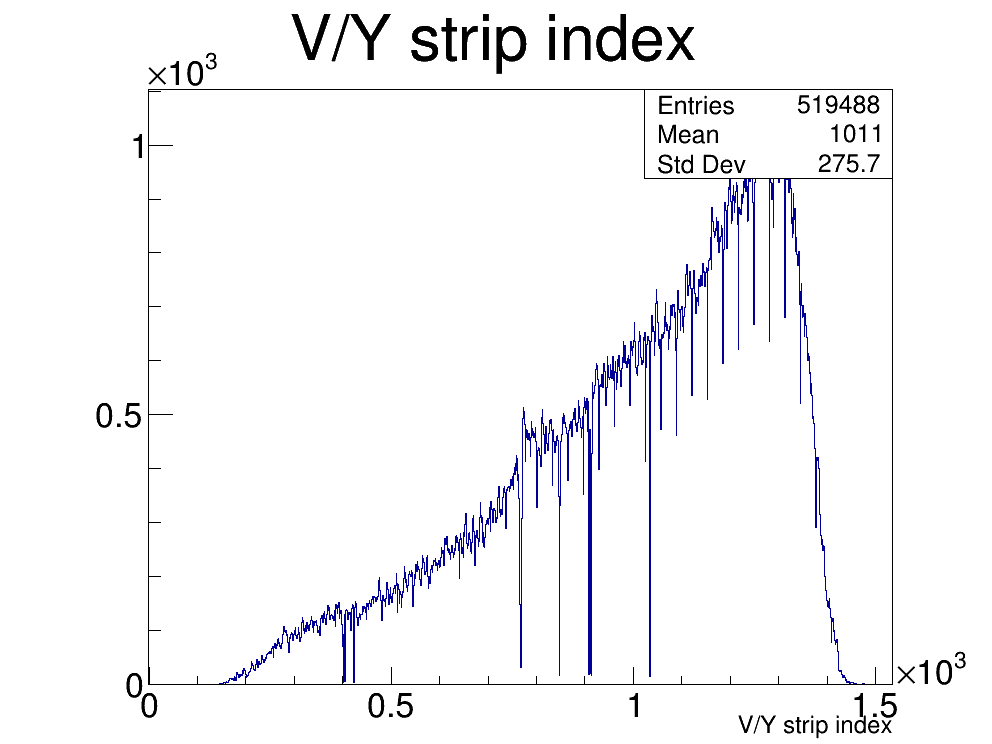 V/Y strip index
×10³
Entries 519488
Mean 1011
Std Dev 275.7
1
0.5
0
0 0.5 1 1.5 ×10³
V/Y strip index